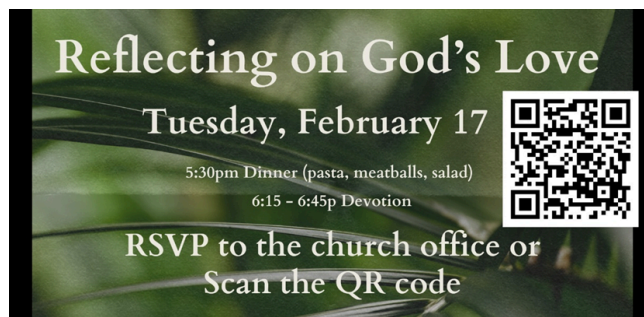 Reflecting on God's Love
Tuesday, February 17
5:30pm Dinner (pasta, meatballs, salad)
6:15 - 6:45p Devotion
RSVP to the church office or
Scan the QR code